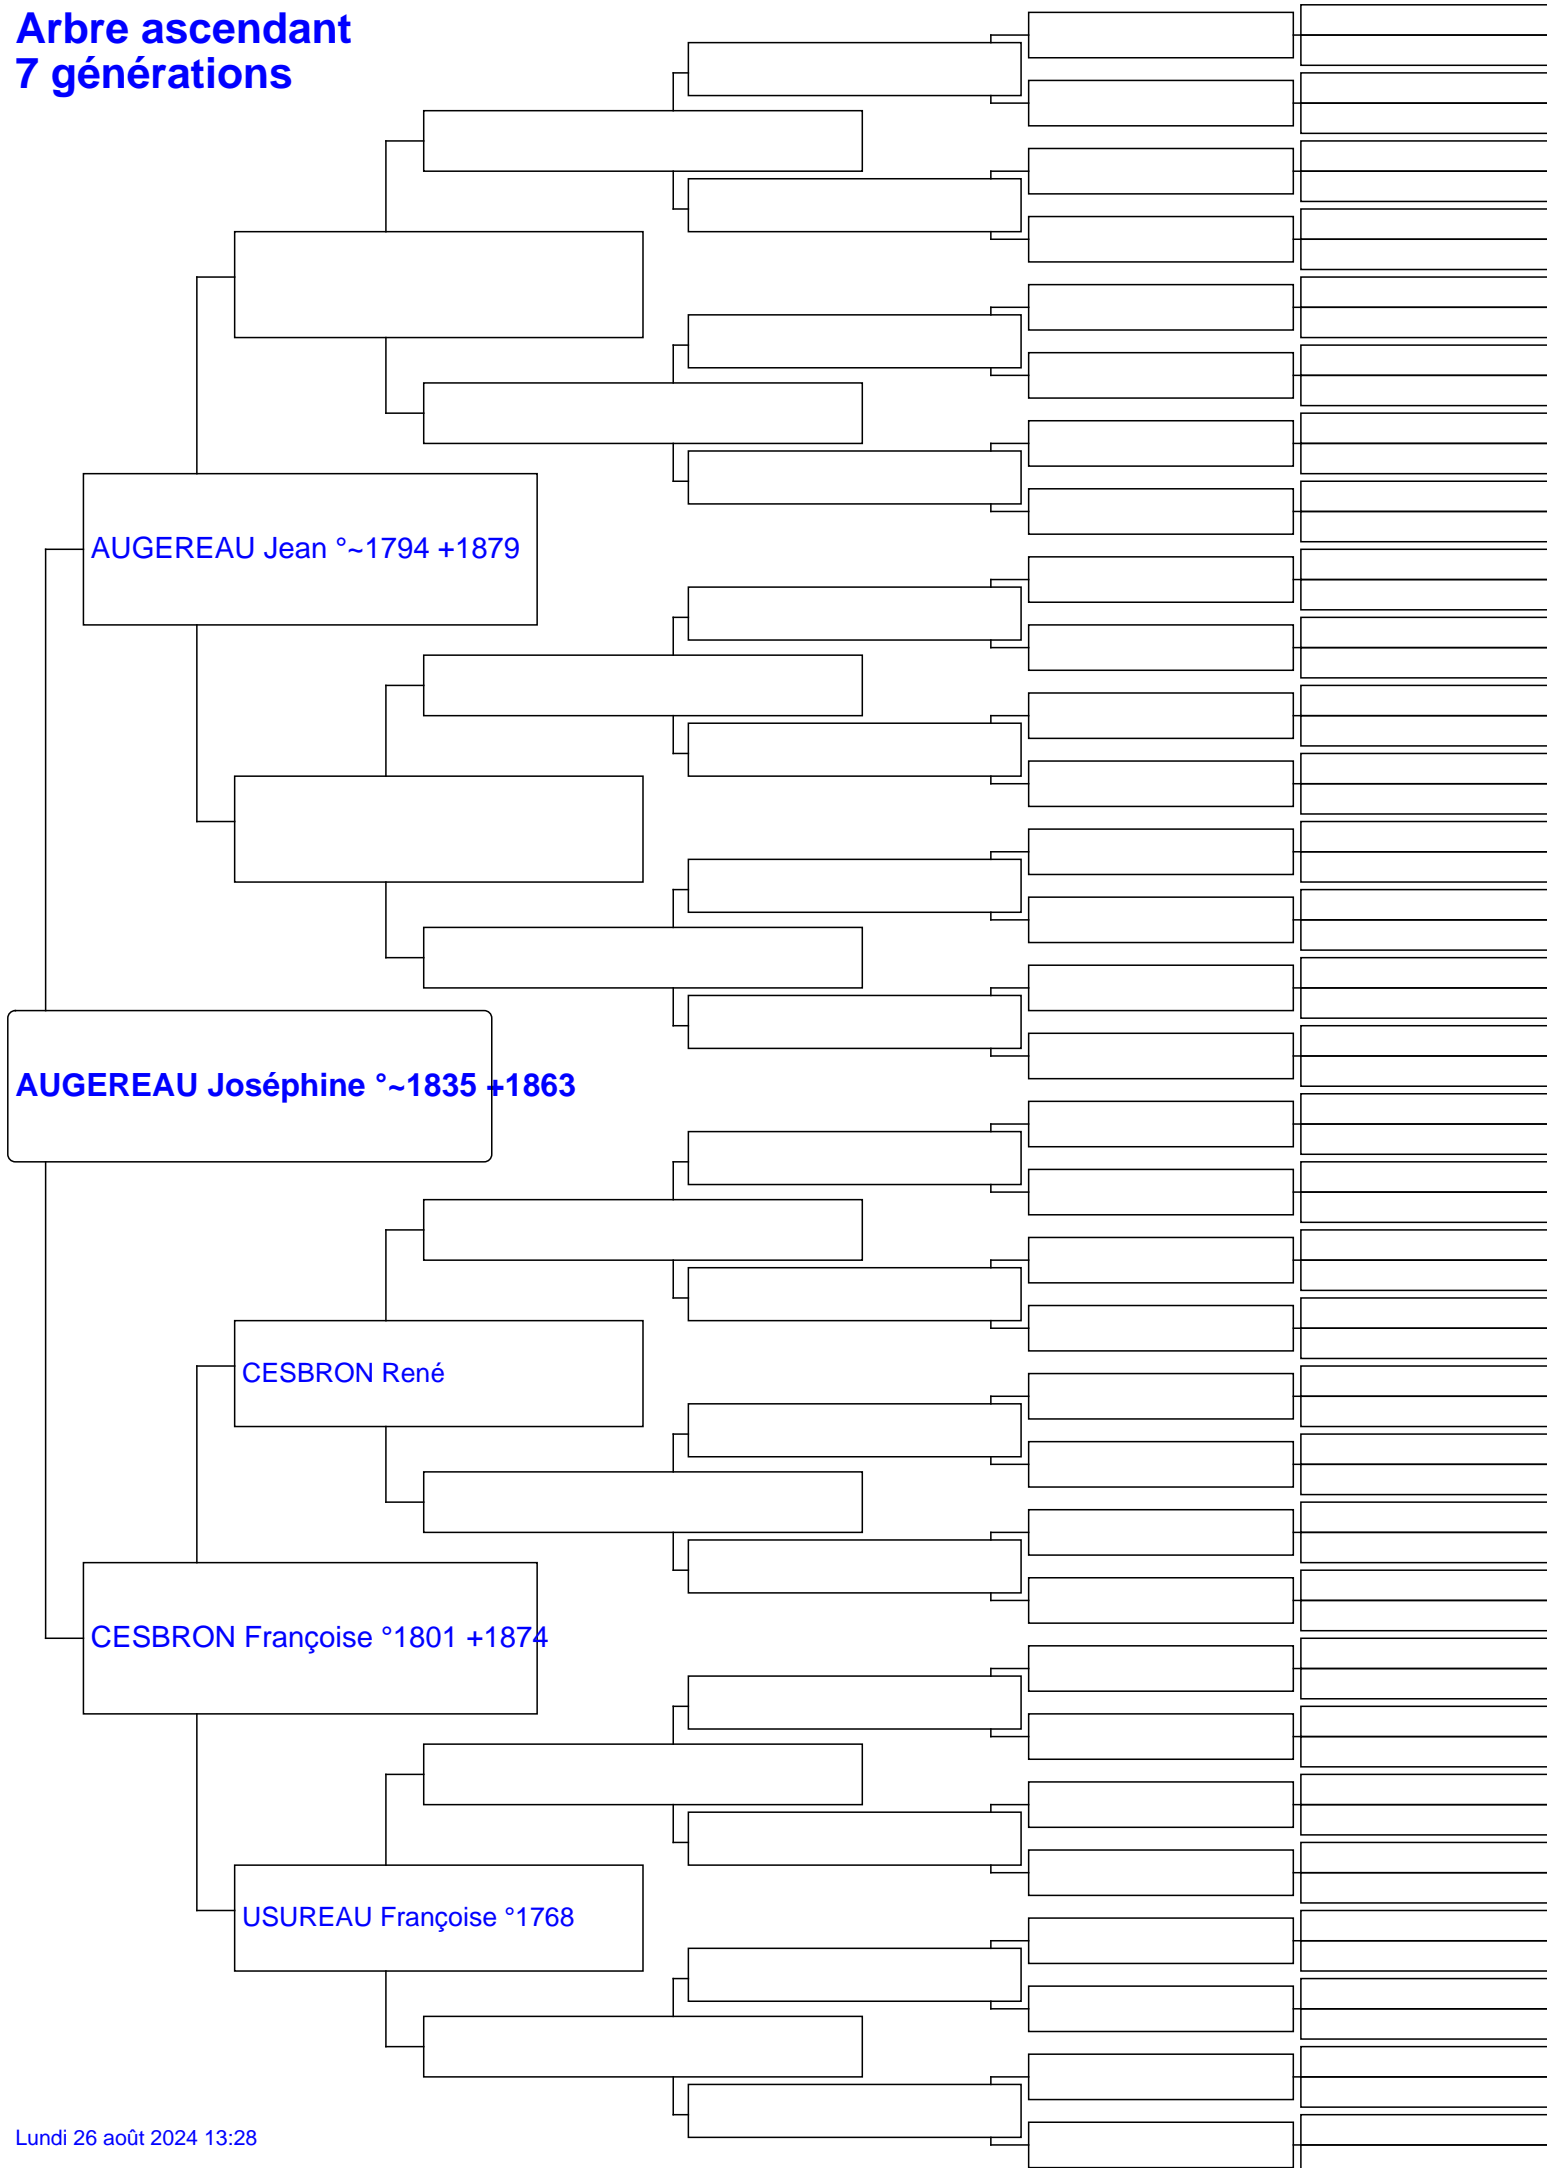 Arbre ascendant
7 générations
AUGEREAU Jean °~1794 +1879
AUGEREAU Joséphine °~1835 +1863
CESBRON René
CESBRON Françoise °1801 +1874
USUREAU Françoise °1768
Lundi 26 août 2024 13:28